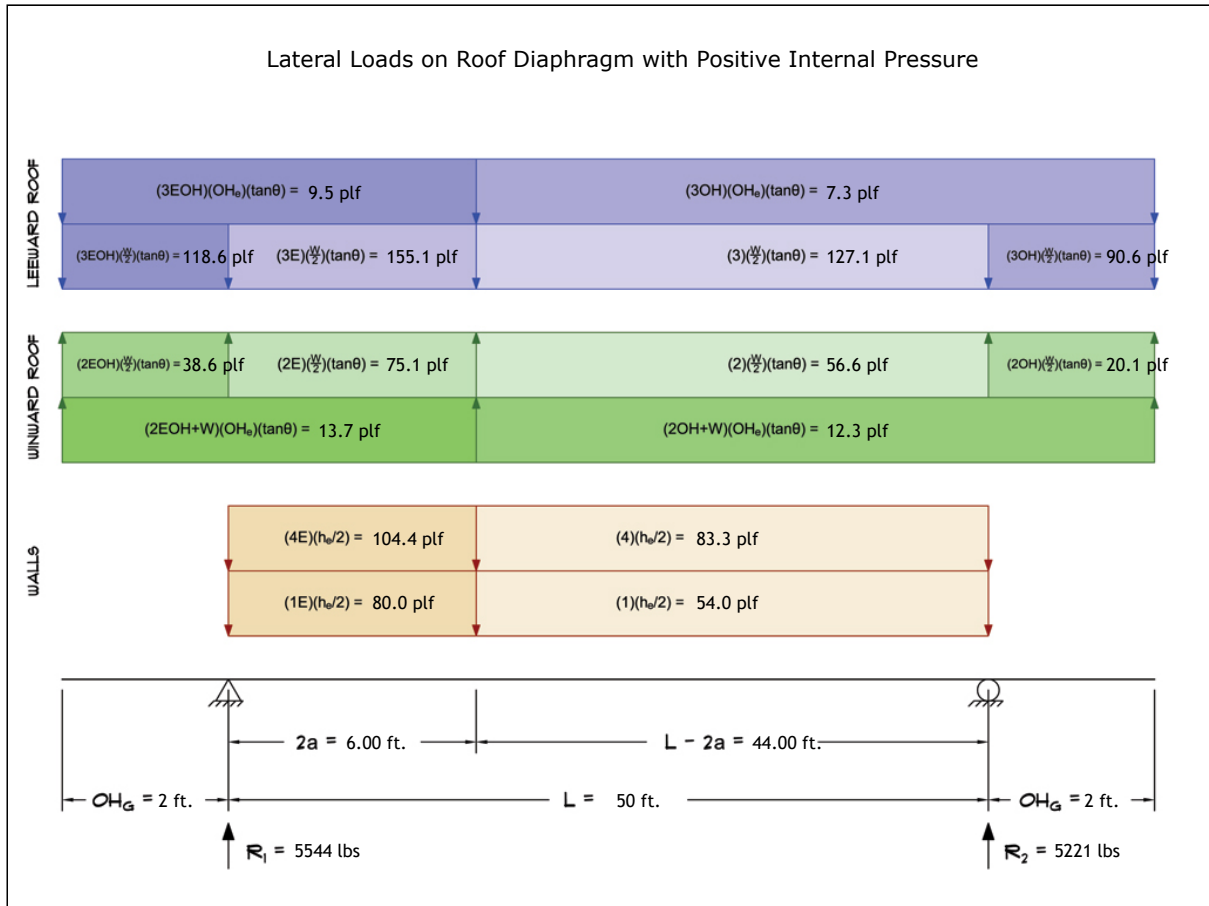 Lateral Loads on Roof Diaphragm with Positive Internal Pressure
LEEWARD ROOF
(3EOH)(OHₑ)(tanθ) = 9.5 plf
(3OH)(OHₑ)(tanθ) = 7.3 plf
(3EOH)(W/2)(tanθ) = 118.6 plf
(3E)(W/2)(tanθ) = 155.1 plf
(3)(W/2)(tanθ) = 127.1 plf
(3OH)(W/2)(tanθ) = 90.6 plf
WINWARD ROOF
(2EOH)(W/2)(tanθ) = 38.6 plf
(2E)(W/2)(tanθ) = 75.1 plf
(2)(W/2)(tanθ) = 56.6 plf
(2OH)(W/2)(tanθ) = 20.1 plf
(2EOH+W)(OHₑ)(tanθ) = 13.7 plf
(2OH+W)(OHₑ)(tanθ) = 12.3 plf
WALLS
(4E)(hₑ/2) = 104.4 plf
(4)(hₑ/2) = 83.3 plf
(1E)(hₑ/2) = 80.0 plf
(1)(hₑ/2) = 54.0 plf
2a = 6.00 ft.
L - 2a = 44.00 ft.
OH_G = 2 ft.
L = 50 ft.
OH_G = 2 ft.
R₁ = 5544 lbs
R₂ = 5221 lbs